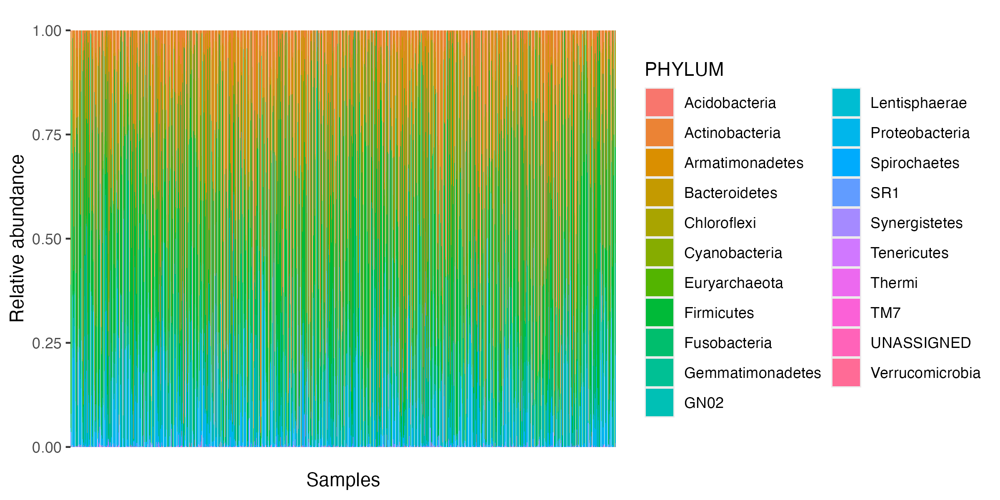 1.00
0.75
0.50
0.25
0.00
Relative abundance
Samples
PHYLUM
Acidobacteria
Actinobacteria
Armatimonadetes
Bacteroidetes
Chloroflexi
Cyanobacteria
Euryarchaeota
Firmicutes
Fusobacteria
Gemmatimonadetes
GN02
Lentisphaerae
Proteobacteria
Spirochaetes
SR1
Synergistetes
Tenericutes
Thermi
TM7
UNASSIGNED
Verrucomicrobia